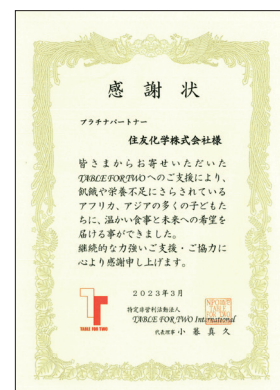 感謝状
プラチナパートナー
住友化学株式会社様
皆さまからお寄せいただいた
TABLE FOR TWOへのご支援により、
飢餓や栄養不足にさらされている
アフリカ、アジアの多くの子どもた
ちに、温かい食事と未来への希望を
届ける事ができました。
継続的な力強いご支援・ご協力に
心より感謝申し上げます。
2023年3月
特定非営利活動法人
TABLE FOR TWO International
代表理事 小暮真久
TABLE FOR TWO